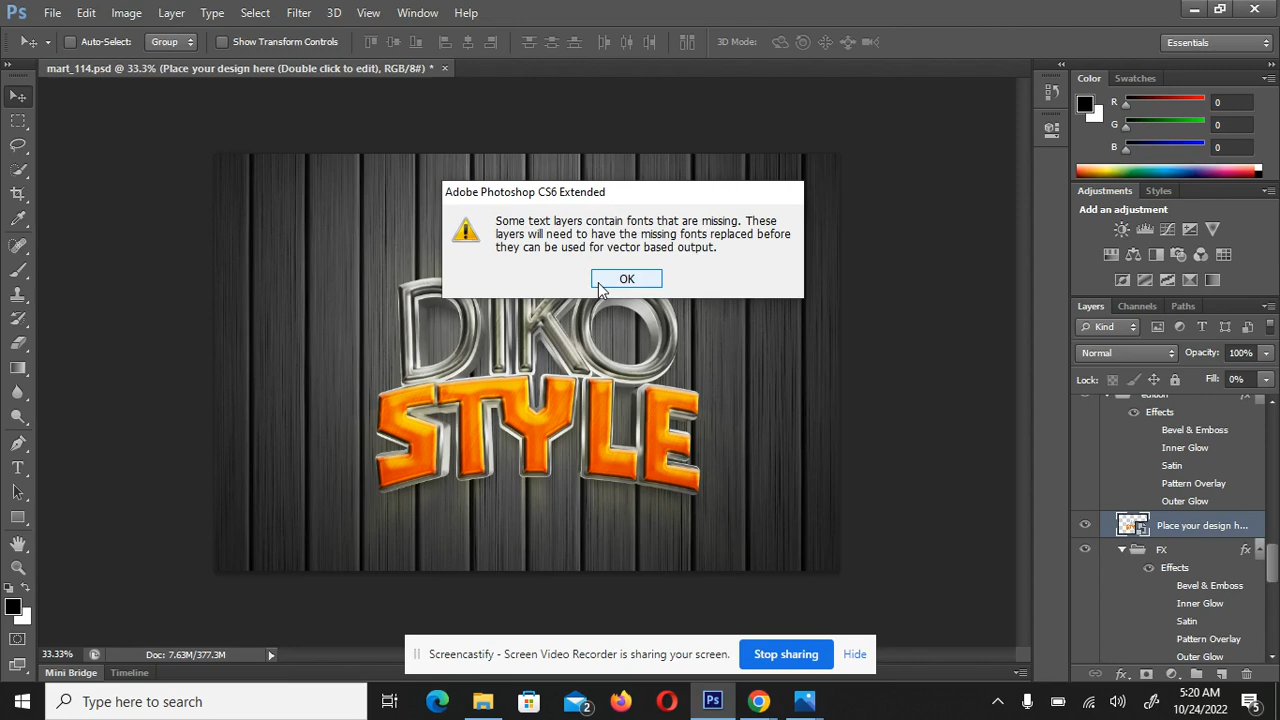 Ps File Edit Image Layer Type Select Filter 3D View Window Help
Auto-Select: Group Show Transform Controls 3D Mode: Essentials
mart_114.psd @ 33.3% (Place your design here (Double click to edit), RGB/8#) * ×
Adobe Photoshop CS6 Extended
Some text layers contain fonts that are missing. These
layers will need to have the missing fonts replaced before
they can be used for vector based output.
OK
DIKO
STYLE
Color Swatches
R 0
G 0
B 0
Adjustments Styles
Add an adjustment
Layers Channels Paths
Kind
Normal Opacity: 100%
Lock: Fill: 0%
edition fx
Effects
Bevel & Emboss
Inner Glow
Satin
Pattern Overlay
Outer Glow
Place your design h...
FX fx
Effects
Bevel & Emboss
Inner Glow
Satin
Pattern Overlay
Outer Glow
33.33% Doc: 7.63M/377.3M
Screencastify - Screen Video Recorder is sharing your screen. Stop sharing Hide
Mini Bridge Timeline
Type here to search
2
Ps
5:20 AM
10/24/2022
5